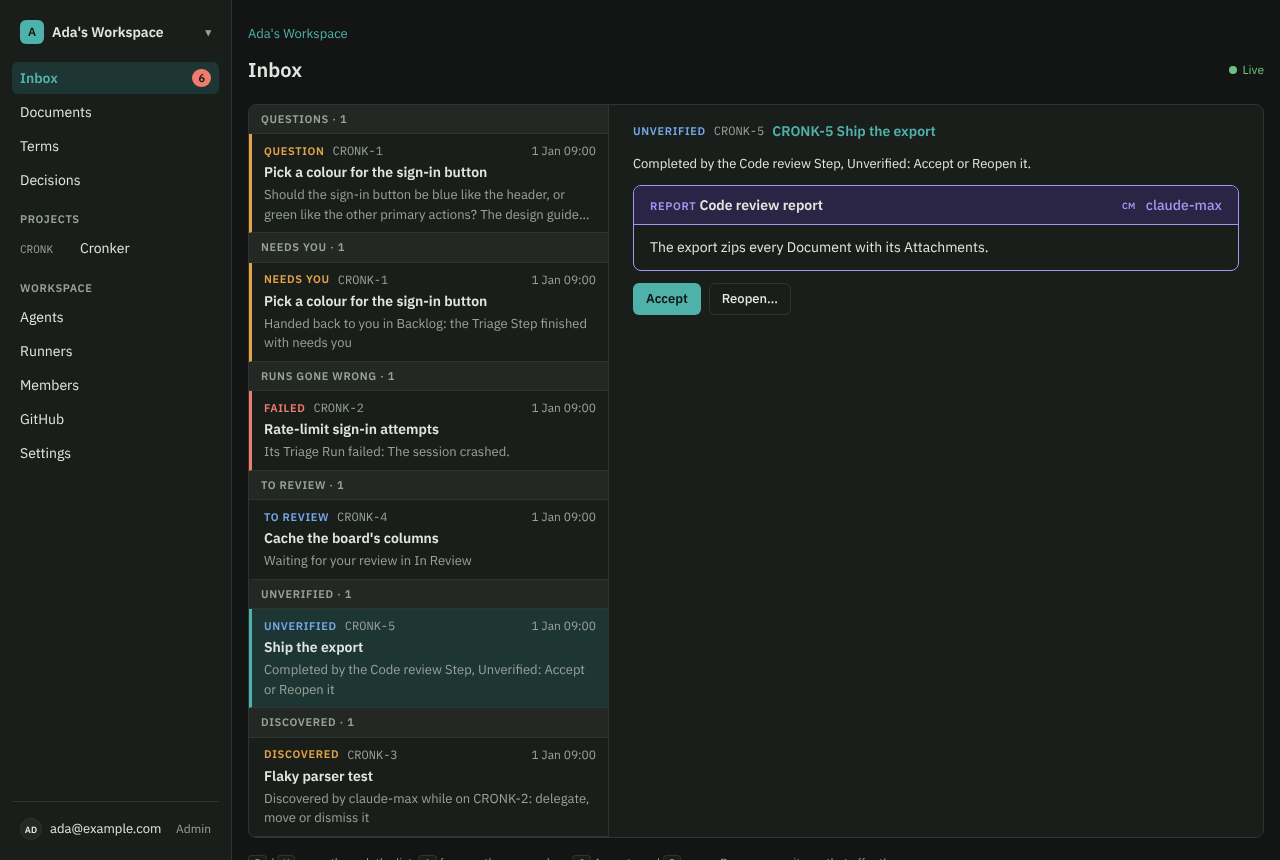 A Ada's Workspace ▾
Inbox 6
Documents
Terms
Decisions
PROJECTS
CRONK Cronker
WORKSPACE
Agents
Runners
Members
GitHub
Settings
AD ada@example.com Admin
Ada's Workspace
Inbox
Live
QUESTIONS · 1
QUESTION CRONK-1 1 Jan 09:00
Pick a colour for the sign-in button
Should the sign-in button be blue like the header, or
green like the other primary actions? The design guide…
NEEDS YOU · 1
NEEDS YOU CRONK-1 1 Jan 09:00
Pick a colour for the sign-in button
Handed back to you in Backlog: the Triage Step finished
with needs you
RUNS GONE WRONG · 1
FAILED CRONK-2 1 Jan 09:00
Rate-limit sign-in attempts
Its Triage Run failed: The session crashed.
TO REVIEW · 1
TO REVIEW CRONK-4 1 Jan 09:00
Cache the board's columns
Waiting for your review in In Review
UNVERIFIED · 1
UNVERIFIED CRONK-5 1 Jan 09:00
Ship the export
Completed by the Code review Step, Unverified: Accept
or Reopen it
DISCOVERED · 1
DISCOVERED CRONK-3 1 Jan 09:00
Flaky parser test
Discovered by claude-max while on CRONK-2: delegate,
move or dismiss it
UNVERIFIED CRONK-5 CRONK-5 Ship the export
Completed by the Code review Step, Unverified: Accept or Reopen it.
REPORT Code review report CM claude-max
The export zips every Document with its Attachments.
Accept Reopen…